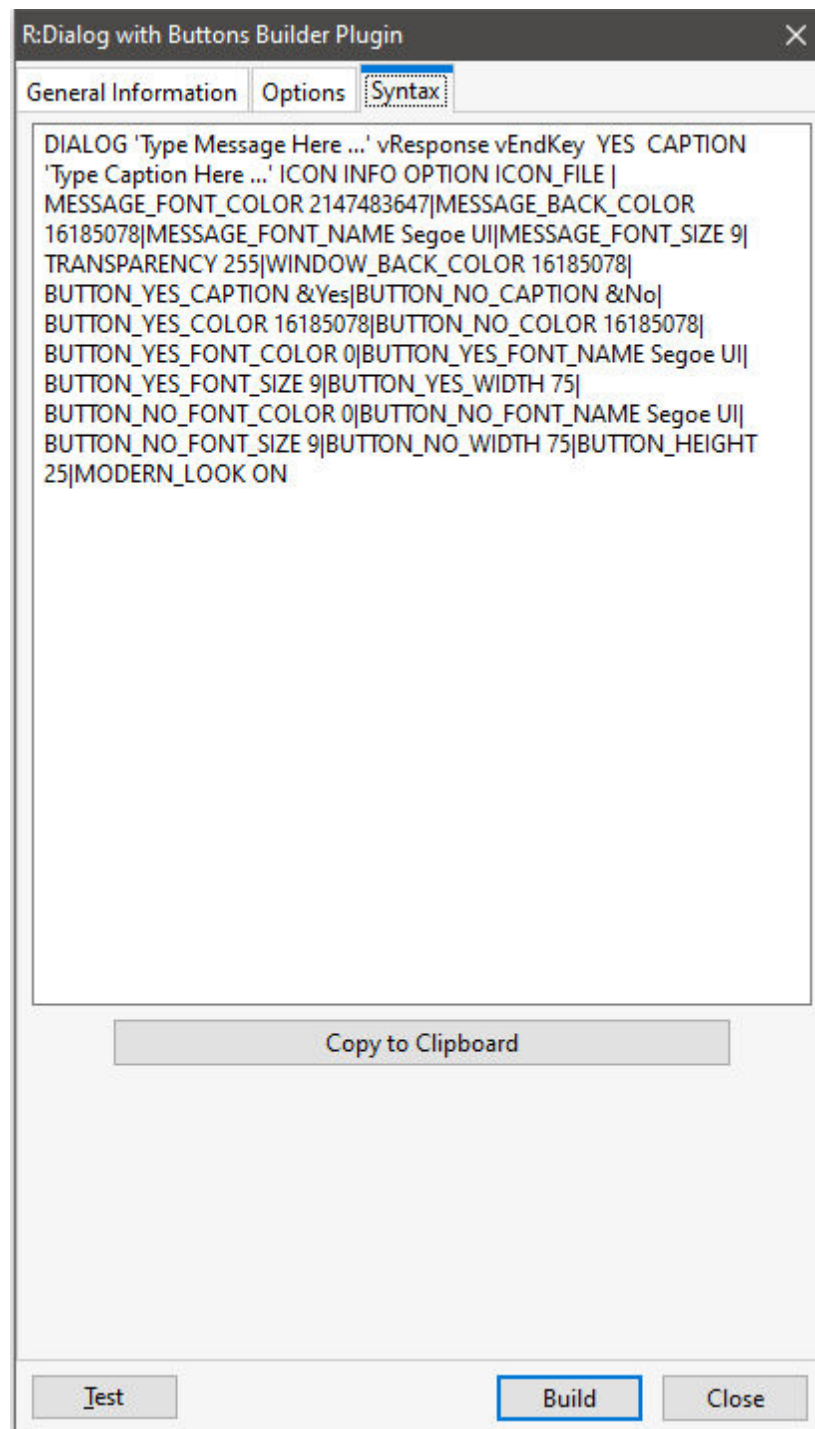 R:Dialog with Buttons Builder Plugin
General Information Options Syntax
DIALOG 'Type Message Here ...' vResponse vEndKey  YES  CAPTION
'Type Caption Here ...' ICON INFO OPTION ICON_FILE |
MESSAGE_FONT_COLOR 2147483647|MESSAGE_BACK_COLOR
16185078|MESSAGE_FONT_NAME Segoe UI|MESSAGE_FONT_SIZE 9|
TRANSPARENCY 255|WINDOW_BACK_COLOR 16185078|
BUTTON_YES_CAPTION &Yes|BUTTON_NO_CAPTION &No|
BUTTON_YES_COLOR 16185078|BUTTON_NO_COLOR 16185078|
BUTTON_YES_FONT_COLOR 0|BUTTON_YES_FONT_NAME Segoe UI|
BUTTON_YES_FONT_SIZE 9|BUTTON_YES_WIDTH 75|
BUTTON_NO_FONT_COLOR 0|BUTTON_NO_FONT_NAME Segoe UI|
BUTTON_NO_FONT_SIZE 9|BUTTON_NO_WIDTH 75|BUTTON_HEIGHT
25|MODERN_LOOK ON
Copy to Clipboard
Test Build Close